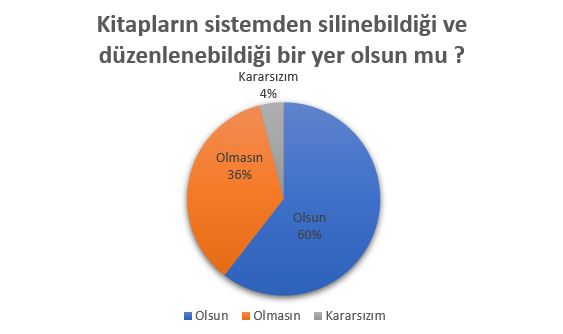 Kitapların sistemden silinebildiği ve
düzenlenebildiği bir yer olsun mu ?
Kararsızım
4%
Olmasın
36%
Olsun
60%
Olsun Olmasın Kararsızım